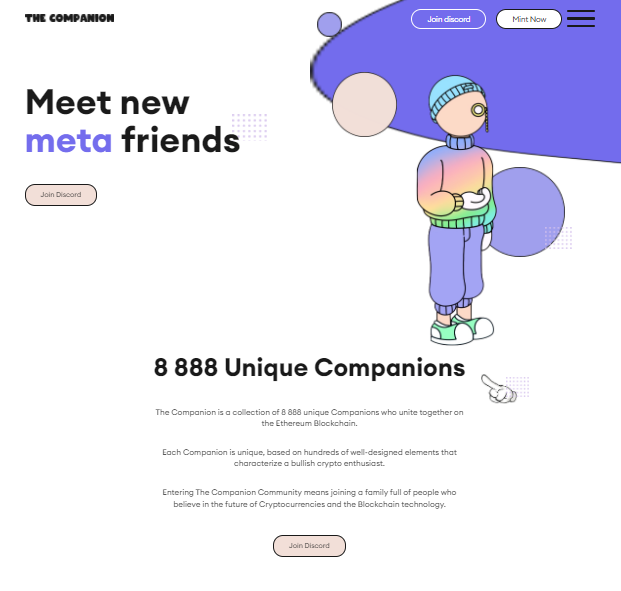 THE COMPANION
Join discord
Mint Now
Meet new
meta friends
Join Discord
8 888 Unique Companions
The Companion is a collection of 8 888 unique Companions who unite together on
the Ethereum Blockchain.
Each Companion is unique, based on hundreds of well-designed elements that
characterize a bullish crypto enthusiast.
Entering The Companion Community means joining a family full of people who
believe in the future of Cryptocurrencies and the Blockchain technology.
Join Discord